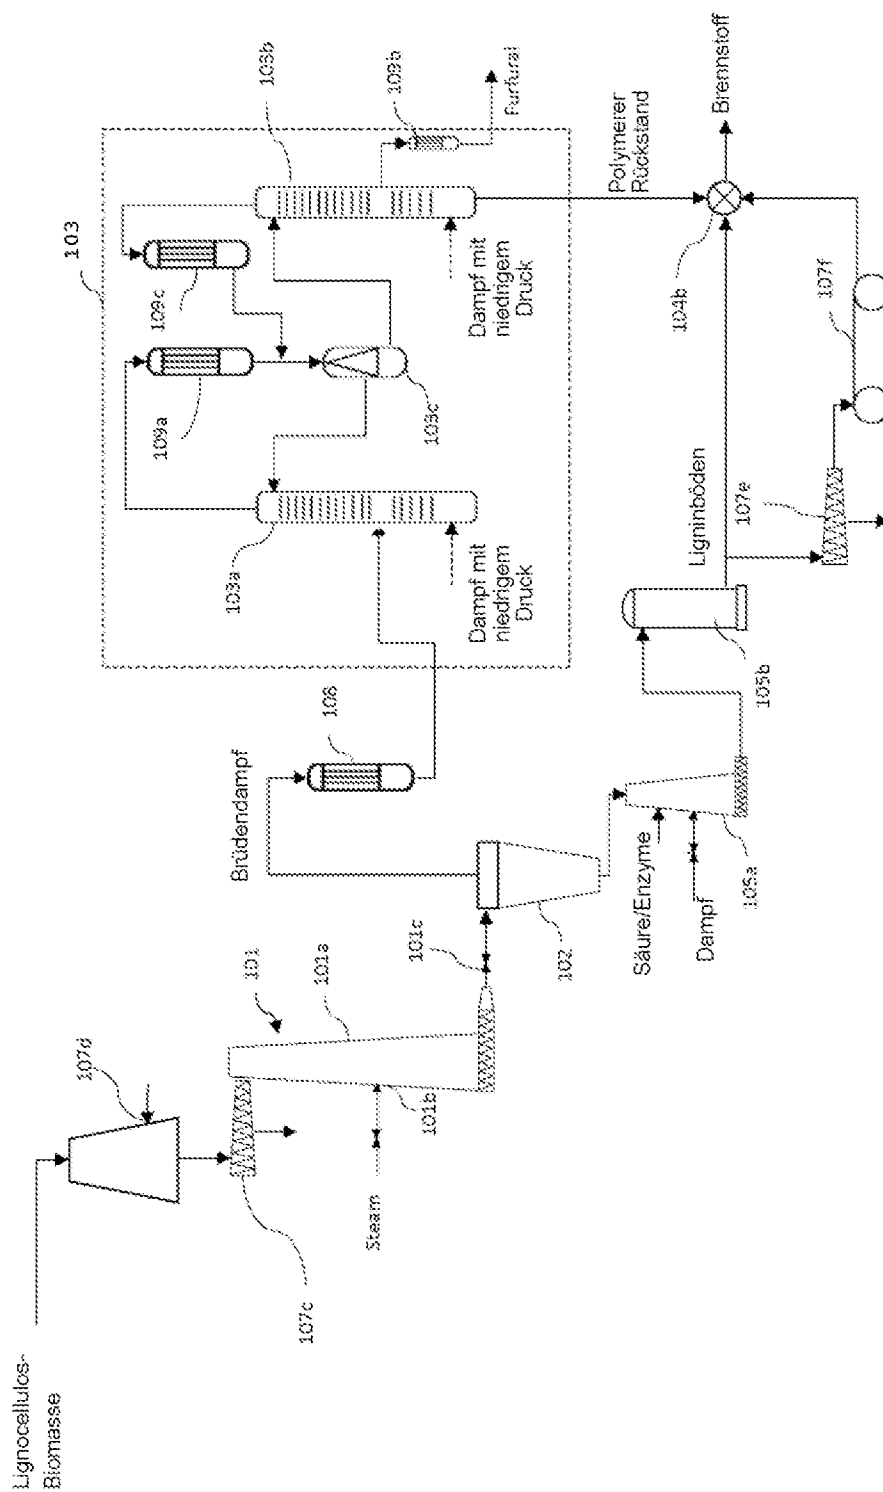 Lignocellulos-
Biomasse
107d
107c
Steam
101
101a
101b
101c
102
Brüdendampf
108
103
103a
109a
109c
103c
103b
109b
Furfural
Dampf mit
niedrigem
Druck
Dampf mit
niedrigem
Druck
Polymerer
Rückstand
Säure/Enzyme
Dampf
105a
105b
Ligninböden
107e
107f
104b
Brennstoff